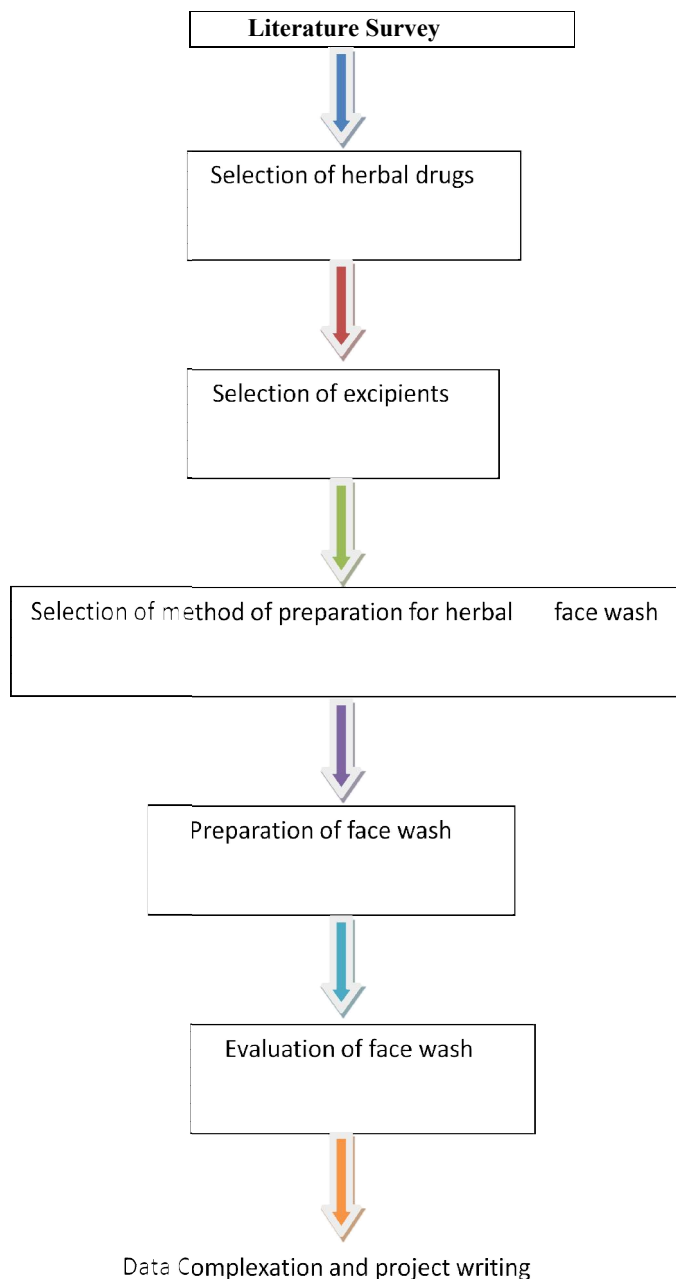 Literature Survey
Selection of herbal drugs
Selection of excipients
Selection of method of preparation for herbal face wash
Preparation of face wash
Evaluation of face wash
Data Complexation and project writing